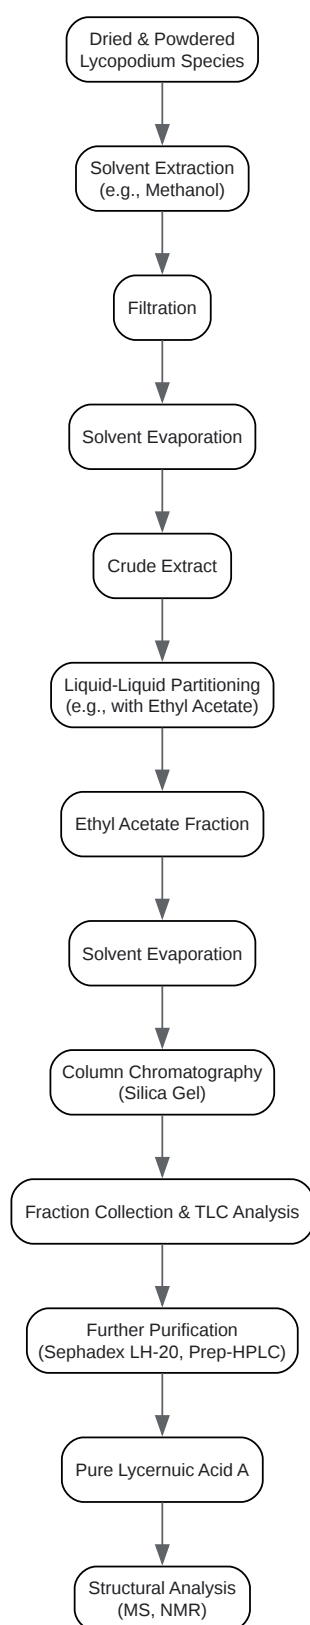 Dried & Powdered
Lycopodium Species
Solvent Extraction
(e.g., Methanol)
Filtration
Solvent Evaporation
Crude Extract
Liquid-Liquid Partitioning
(e.g., with Ethyl Acetate)
Ethyl Acetate Fraction
Solvent Evaporation
Column Chromatography
(Silica Gel)
Fraction Collection & TLC Analysis
Further Purification
(Sephadex LH-20, Prep-HPLC)
Pure Lycernuic Acid A
Structural Analysis
(MS, NMR)